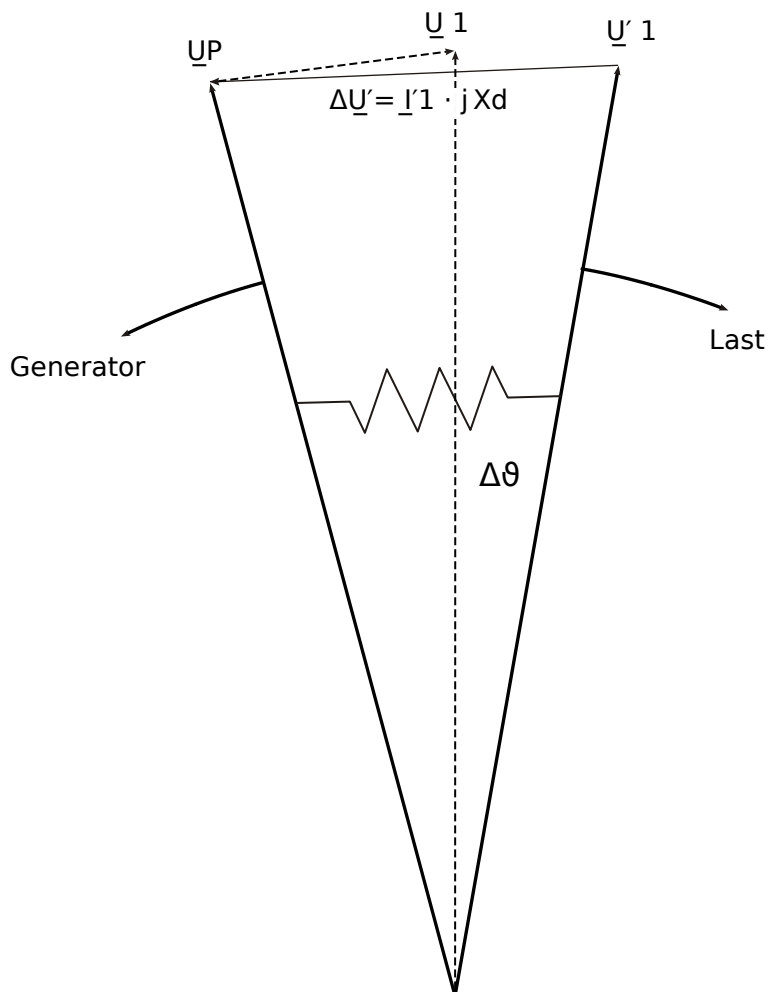 U̲ 1
U̲P
U̲′ 1
ΔU̲′= I̲′1 · j Xd
Last
Generator
Δϑ